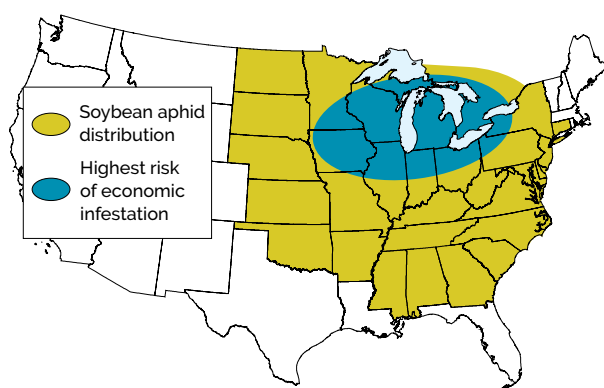 Soybean aphid
distribution
Highest risk
of economic
infestation